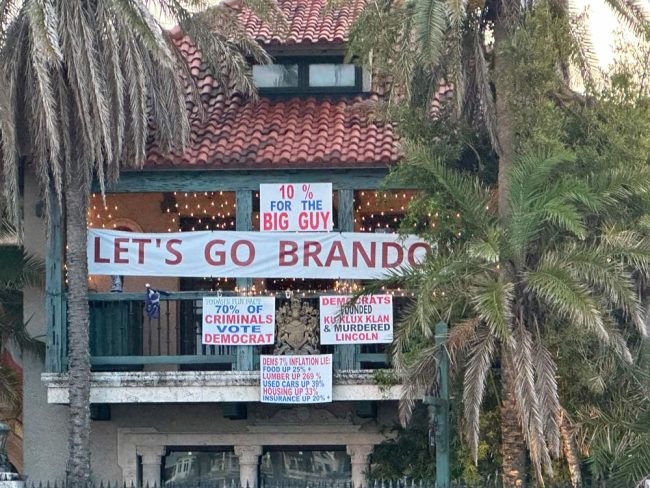 10 %
FOR THE
BIG GUY
LET'S GO BRANDO
70% OF
CRIMINALS
VOTE
DEMOCRAT
DEMOCRATS
FOUNDED
KU KLUX KLAN
& MURDERED
LINCOLN
DEMS 7% INFLATION LIE!
FOOD UP 25% +
LUMBER UP 269 %
USED CARS UP 39%
HOUSING UP 33%
INSURANCE UP 20% +